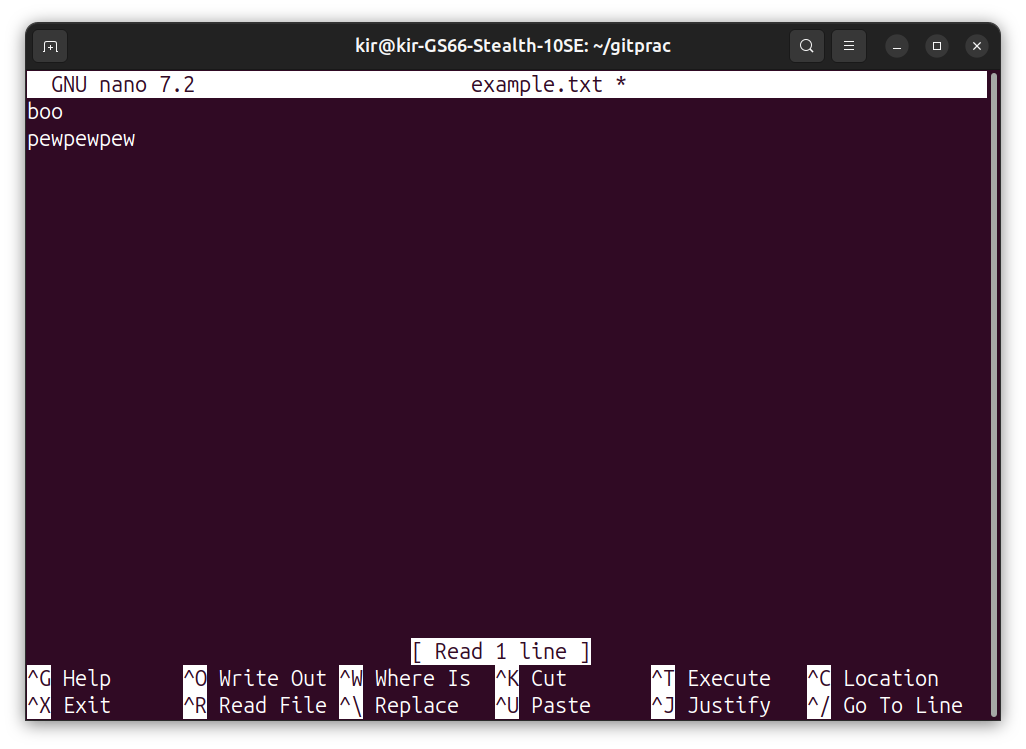 kir@kir-GS66-Stealth-10SE: ~/gitprac
GNU nano 7.2 example.txt *
boo
pewpewpew
[ Read 1 line ]
^G Help ^O Write Out ^W Where Is ^K Cut ^T Execute ^C Location
^X Exit ^R Read File ^\ Replace ^U Paste ^J Justify ^/ Go To Line